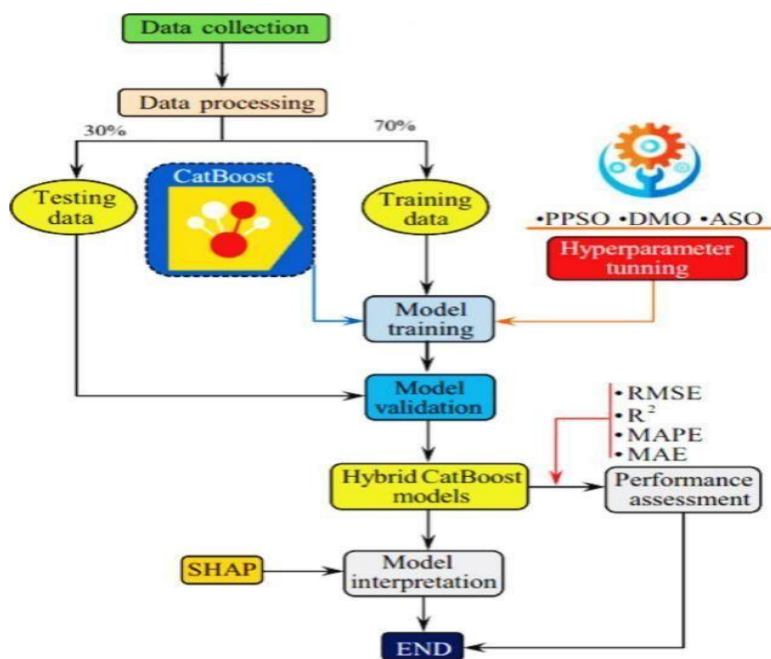 Data collection
Data processing
30%
70%
Testing
data
CatBoost
Training
data
•PPSO •DMO •ASO
Hyperparameter
tunning
Model
training
Model
validation
•RMSE
•R²
•MAPE
•MAE
Hybrid CatBoost
models
Performance
assessment
SHAP
Model
interpretation
END